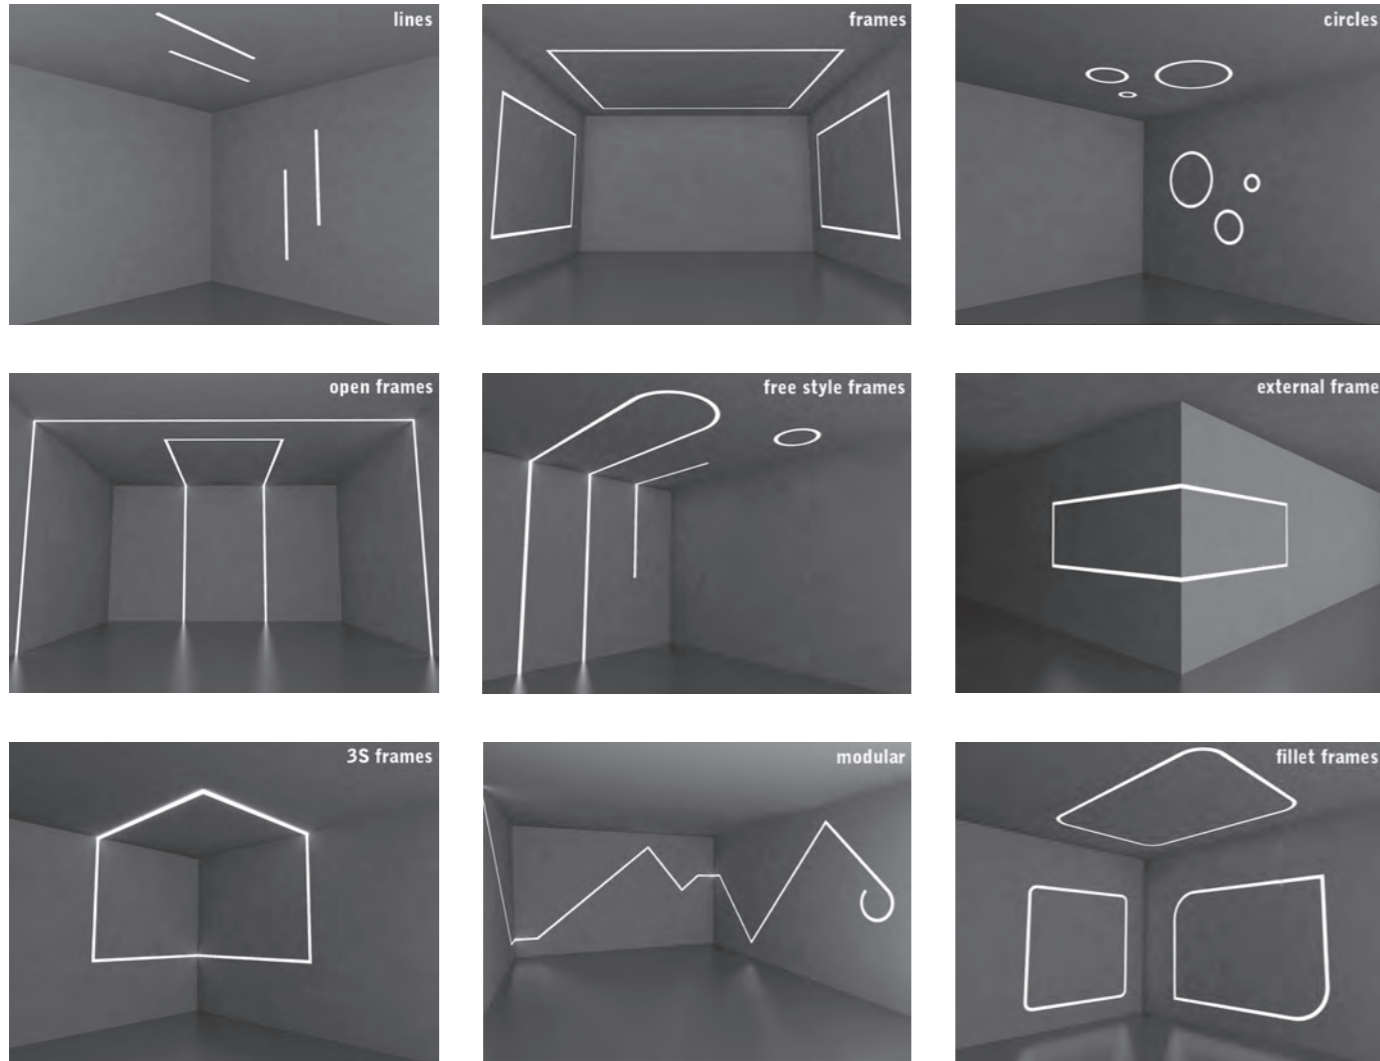 lines
frames
circles
open frames
free style frames
external frame
3S frames
modular
fillet frames